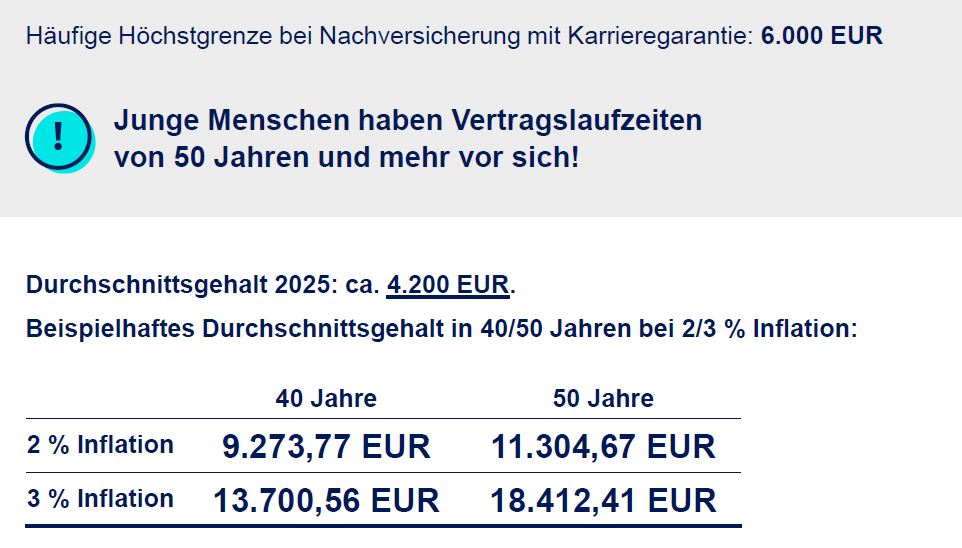 Häufige Höchstgrenze bei Nachversicherung mit Karrieregarantie: 6.000 EUR
!
Junge Menschen haben Vertragslaufzeiten
von 50 Jahren und mehr vor sich!
Durchschnittsgehalt 2025: ca. 4.200 EUR.
Beispielhaftes Durchschnittsgehalt in 40/50 Jahren bei 2/3 % Inflation:
40 Jahre 50 Jahre
2 % Inflation 9.273,77 EUR 11.304,67 EUR
3 % Inflation 13.700,56 EUR 18.412,41 EUR